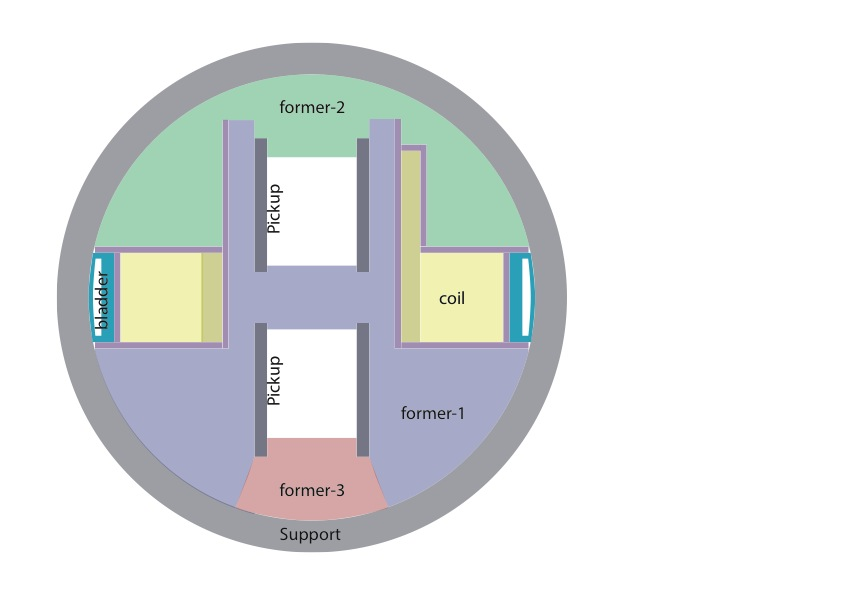 former-2
Pickup
bladder
coil
Pickup
former-1
former-3
Support